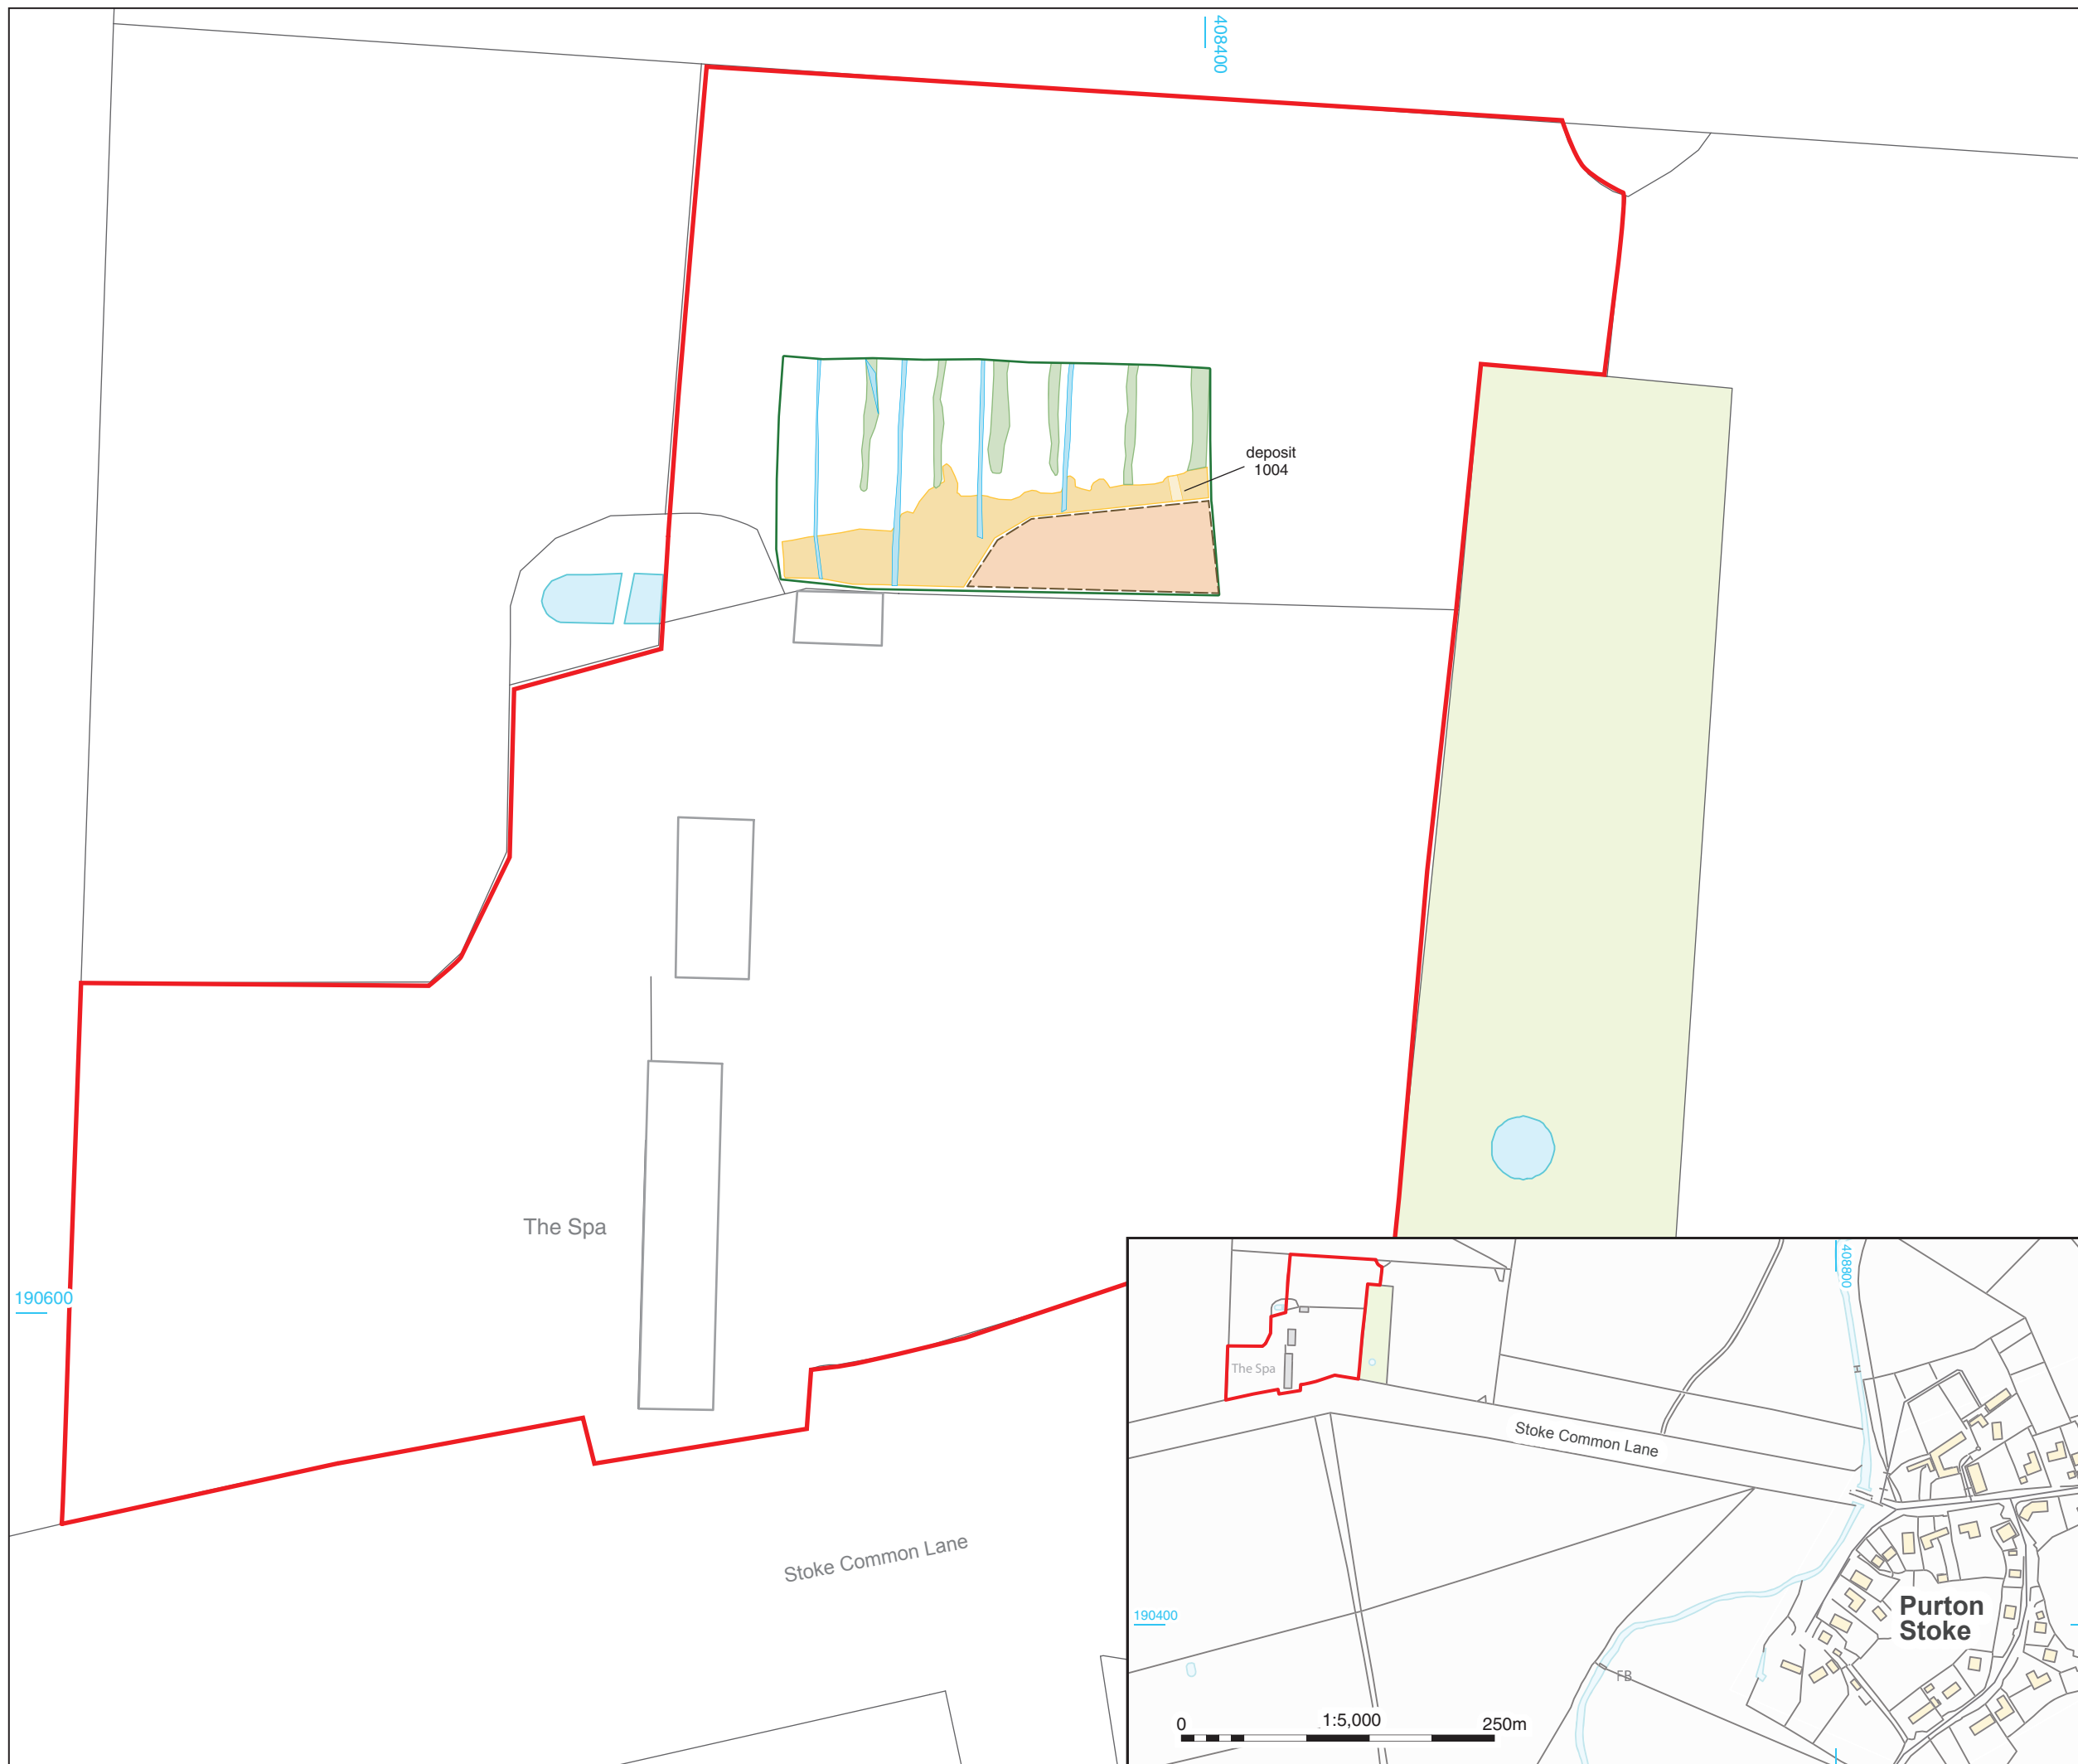 408400
deposit
1004
The Spa
190600
Stoke Common Lane
408800
The Spa
H
Stoke Common Lane
190400
Purton
Stoke
FB
0
1:5,000
250m